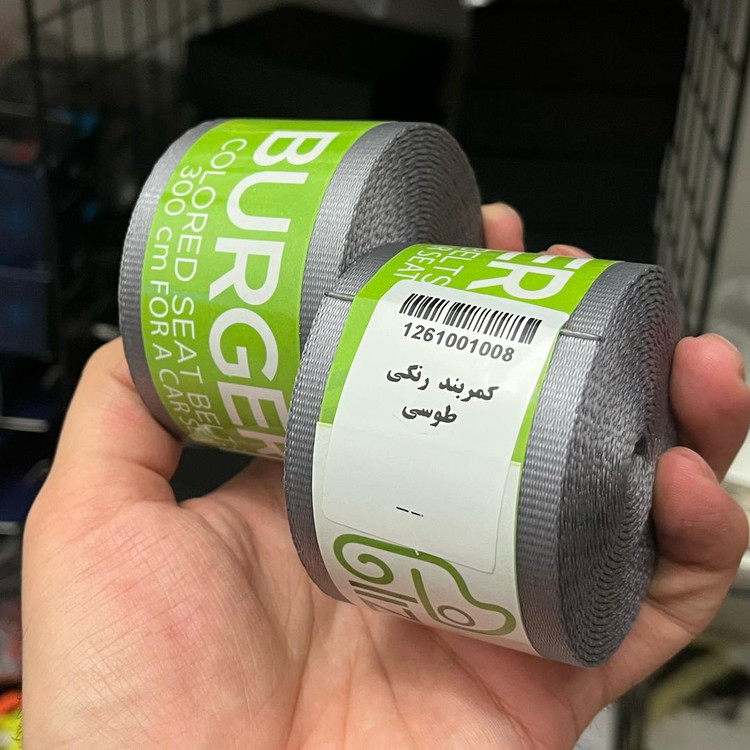 BURGER
COLORED SEAT BELT
300 cm FOR A CAR
1261001008
کمربند رنگی
طوسی